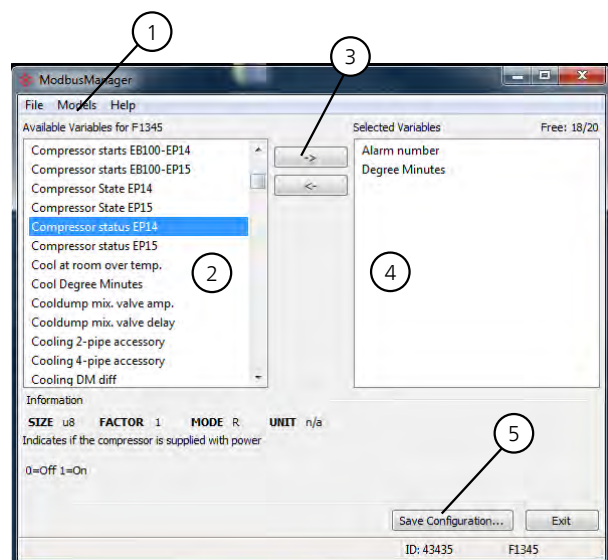 1
3
ModbusManager
File Models Help
Available Variables for F1345
Selected Variables
Free: 18/20
Compressor starts EB100-EP14
Compressor starts EB100-EP15
Compressor State EP14
Compressor State EP15
Compressor status EP14
Compressor status EP15
Cool at room over temp.
Cool Degree Minutes
Cooldump mix. valve amp.
Cooldump mix. valve delay
Cooling 2-pipe accessory
Cooling 4-pipe accessory
Cooling DM diff
2
->
<-
Alarm number
Degree Minutes
4
Information
SIZE u8 FACTOR 1 MODE R UNIT n/a
Indicates if the compressor is supplied with power
0=Off 1=On
5
Save Configuration...
Exit
ID: 43435
F1345